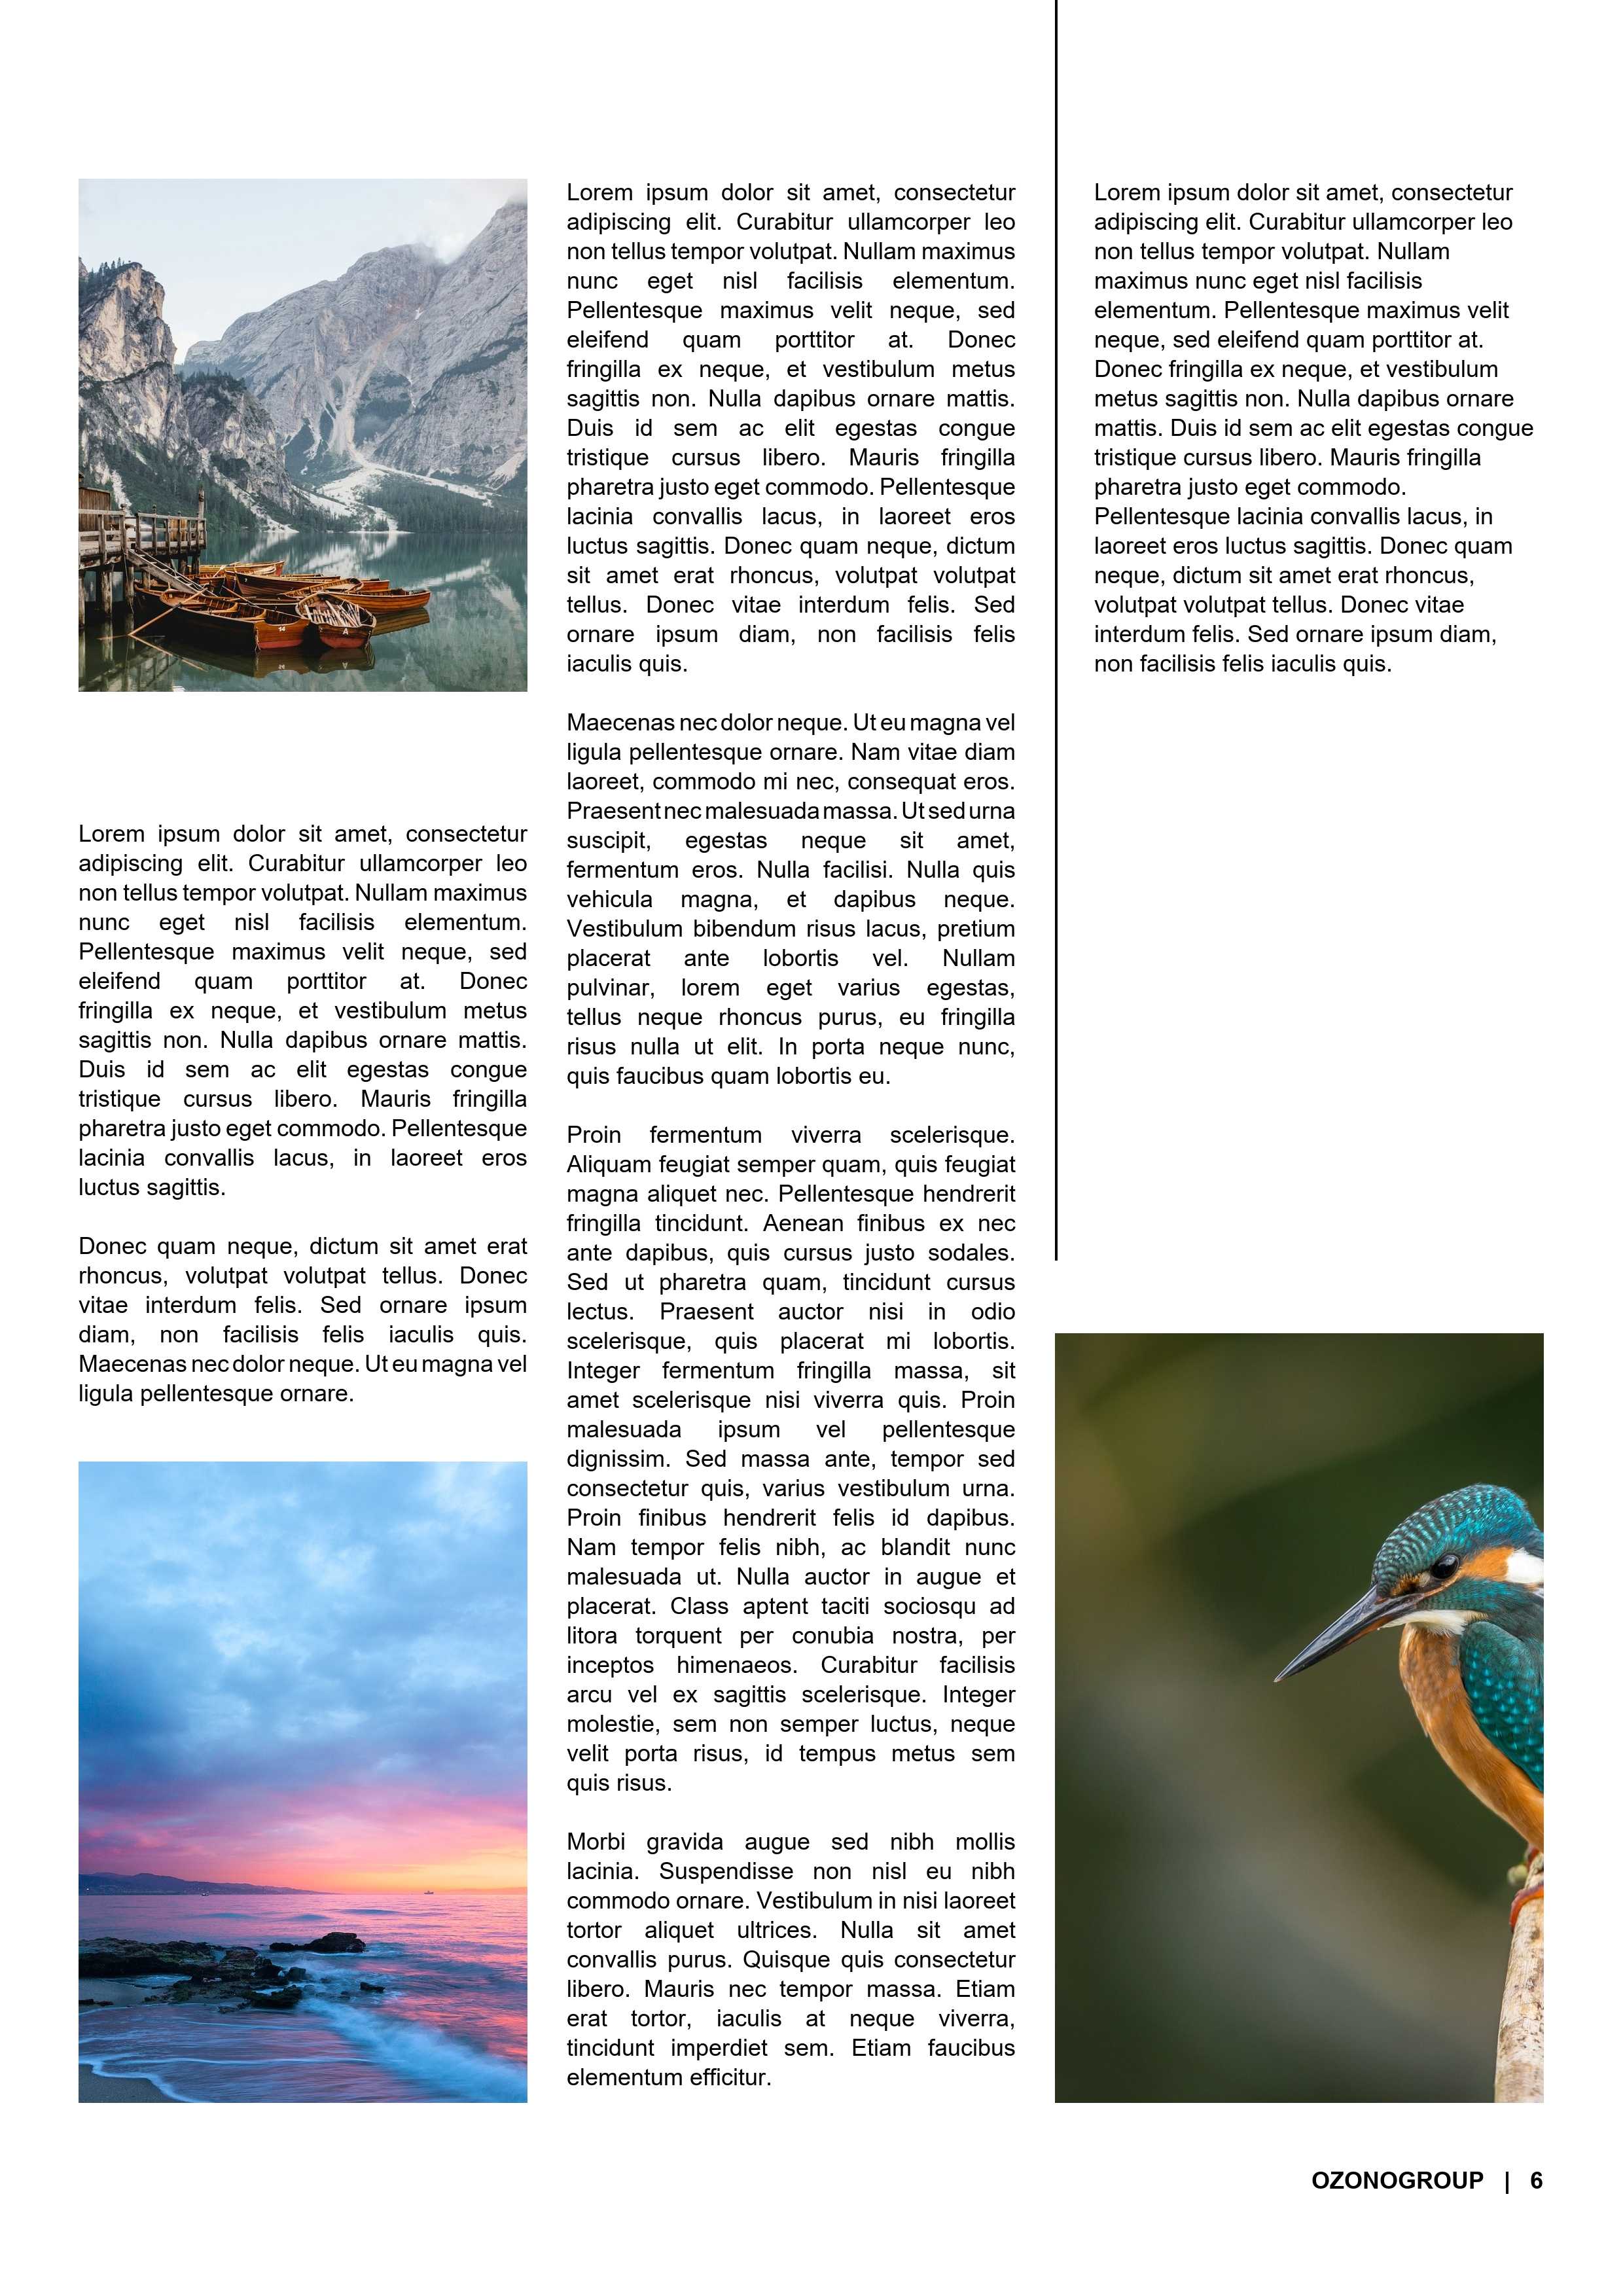 Lorem ipsum dolor sit amet, consectetur
adipiscing elit. Curabitur ullamcorper leo
non tellus tempor volutpat. Nullam maximus
nunc eget nisl facilisis elementum.
Pellentesque maximus velit neque, sed
eleifend quam porttitor at. Donec
fringilla ex neque, et vestibulum metus
sagittis non. Nulla dapibus ornare mattis.
Duis id sem ac elit egestas congue
tristique cursus libero. Mauris fringilla
pharetra justo eget commodo. Pellentesque
lacinia convallis lacus, in laoreet eros
luctus sagittis.
Donec quam neque, dictum sit amet erat
rhoncus, volutpat volutpat tellus. Donec
vitae interdum felis. Sed ornare ipsum
diam, non facilisis felis iaculis quis.
Maecenas nec dolor neque. Ut eu magna vel
ligula pellentesque ornare.
Lorem ipsum dolor sit amet, consectetur
adipiscing elit. Curabitur ullamcorper leo
non tellus tempor volutpat. Nullam maximus
nunc eget nisl facilisis elementum.
Pellentesque maximus velit neque, sed
eleifend quam porttitor at. Donec
fringilla ex neque, et vestibulum metus
sagittis non. Nulla dapibus ornare mattis.
Duis id sem ac elit egestas congue
tristique cursus libero. Mauris fringilla
pharetra justo eget commodo. Pellentesque
lacinia convallis lacus, in laoreet eros
luctus sagittis. Donec quam neque, dictum
sit amet erat rhoncus, volutpat volutpat
tellus. Donec vitae interdum felis. Sed
ornare ipsum diam, non facilisis felis
iaculis quis.
Maecenas nec dolor neque. Ut eu magna vel
ligula pellentesque ornare. Nam vitae diam
laoreet, commodo mi nec, consequat eros.
Praesent nec malesuada massa. Ut sed urna
suscipit, egestas neque sit amet,
fermentum eros. Nulla facilisi. Nulla quis
vehicula magna, et dapibus neque.
Vestibulum bibendum risus lacus, pretium
placerat ante lobortis vel. Nullam
pulvinar, lorem eget varius egestas,
tellus neque rhoncus purus, eu fringilla
risus nulla ut elit. In porta neque nunc,
quis faucibus quam lobortis eu.
Proin fermentum viverra scelerisque.
Aliquam feugiat semper quam, quis feugiat
magna aliquet nec. Pellentesque hendrerit
fringilla tincidunt. Aenean finibus ex nec
ante dapibus, quis cursus justo sodales.
Sed ut pharetra quam, tincidunt cursus
lectus. Praesent auctor nisi in odio
scelerisque, quis placerat mi lobortis.
Integer fermentum fringilla massa, sit
amet scelerisque nisi viverra quis. Proin
malesuada ipsum vel pellentesque
dignissim. Sed massa ante, tempor sed
consectetur quis, varius vestibulum urna.
Proin finibus hendrerit felis id dapibus.
Nam tempor felis nibh, ac blandit nunc
malesuada ut. Nulla auctor in augue et
placerat. Class aptent taciti sociosqu ad
litora torquent per conubia nostra, per
inceptos himenaeos. Curabitur facilisis
arcu vel ex sagittis scelerisque. Integer
molestie, sem non semper luctus, neque
velit porta risus, id tempus metus sem
quis risus.
Morbi gravida augue sed nibh mollis
lacinia. Suspendisse non nisl eu nibh
commodo ornare. Vestibulum in nisi laoreet
tortor aliquet ultrices. Nulla sit amet
convallis purus. Quisque quis consectetur
libero. Mauris nec tempor massa. Etiam
erat tortor, iaculis at neque viverra,
tincidunt imperdiet sem. Etiam faucibus
elementum efficitur.
Lorem ipsum dolor sit amet, consectetur
adipiscing elit. Curabitur ullamcorper leo
non tellus tempor volutpat. Nullam
maximus nunc eget nisl facilisis
elementum. Pellentesque maximus velit
neque, sed eleifend quam porttitor at.
Donec fringilla ex neque, et vestibulum
metus sagittis non. Nulla dapibus ornare
mattis. Duis id sem ac elit egestas congue
tristique cursus libero. Mauris fringilla
pharetra justo eget commodo.
Pellentesque lacinia convallis lacus, in
laoreet eros luctus sagittis. Donec quam
neque, dictum sit amet erat rhoncus,
volutpat volutpat tellus. Donec vitae
interdum felis. Sed ornare ipsum diam,
non facilisis felis iaculis quis.
OZONOGROUP | 6